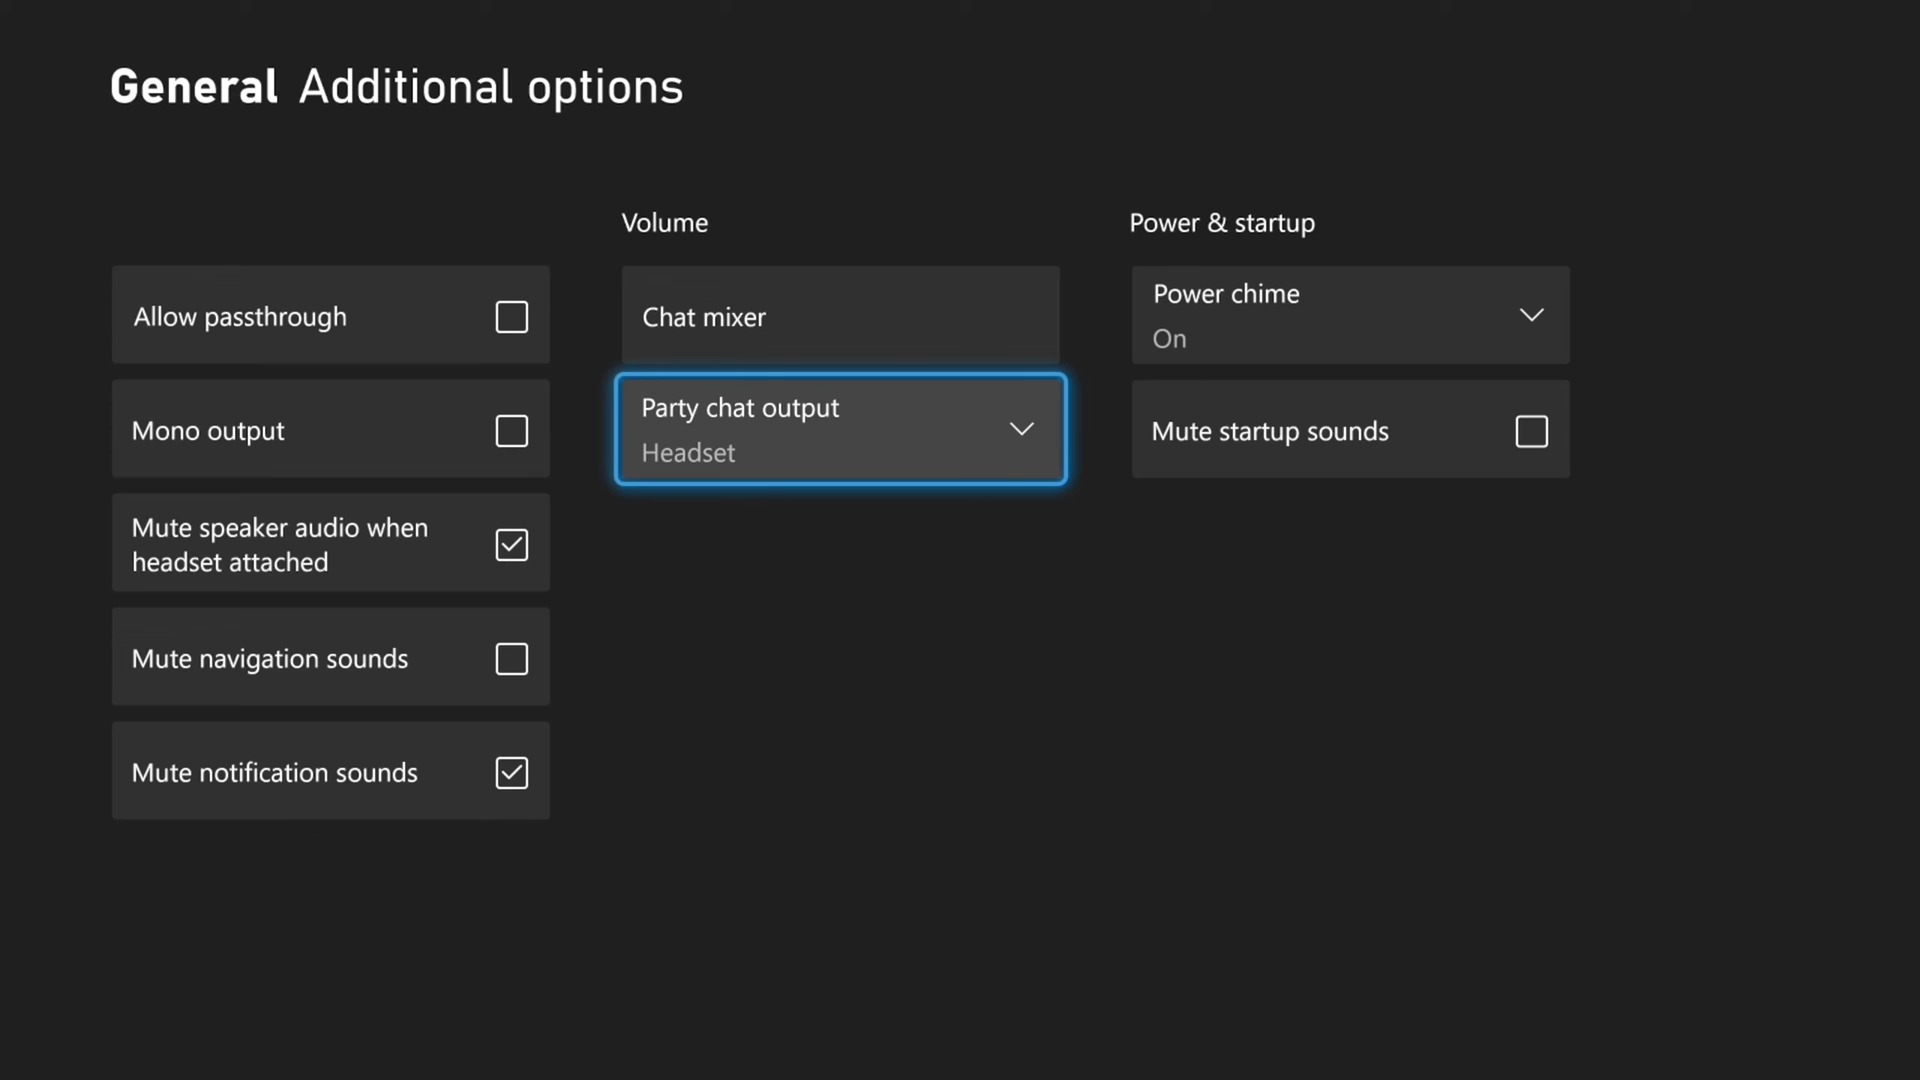 General Additional options
Allow passthrough
Mono output
Mute speaker audio when
headset attached
Mute navigation sounds
Mute notification sounds
Volume
Chat mixer
Party chat output
Headset
Power & startup
Power chime
On
Mute startup sounds